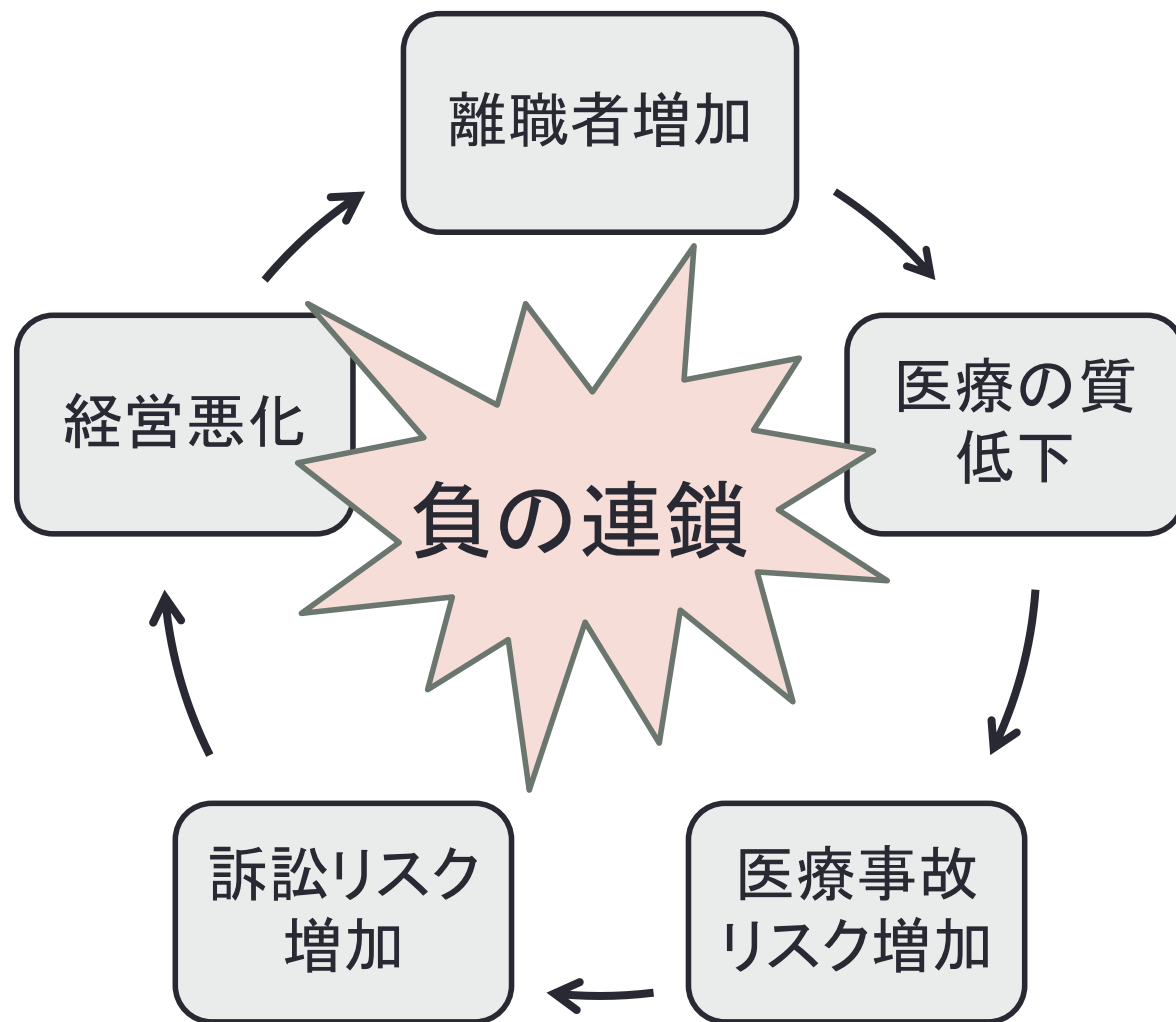 離職者増加
医療の質
低下
医療事故
リスク増加
訴訟リスク
増加
経営悪化
負の連鎖